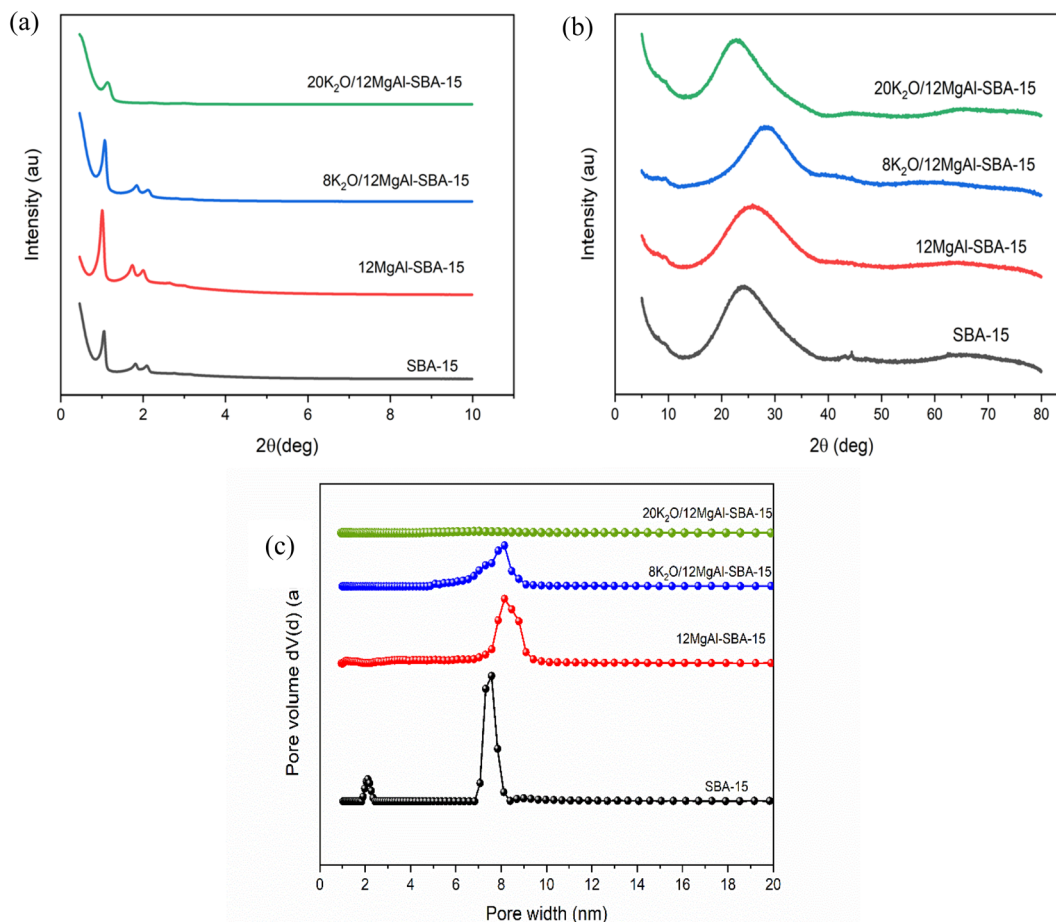 (a)
Intensity (au)
20K₂O/12MgAl-SBA-15
8K₂O/12MgAl-SBA-15
12MgAl-SBA-15
SBA-15
0 2 4 6 8 10
2θ(deg)
(b)
Intensity (au)
20K₂O/12MgAl-SBA-15
8K₂O/12MgAl-SBA-15
12MgAl-SBA-15
SBA-15
0 10 20 30 40 50 60 70 80
2θ (deg)
(c)
Pore volume dV(d) (a
20K₂O/12MgAl-SBA-15
8K₂O/12MgAl-SBA-15
12MgAl-SBA-15
SBA-15
0 2 4 6 8 10 12 14 16 18 20
Pore width (nm)